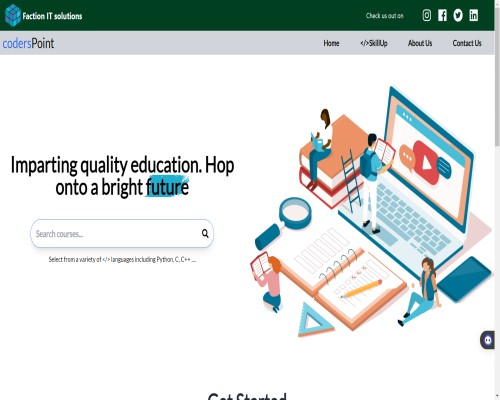 Faction IT solutions
Check us out on
codersPoint
Home
</>SkillUp
About Us
Contact Us
Imparting quality education. Hop
onto a bright future
Search courses...
Select from a variety of </> languages including Python, C, C++ ....
Get Started